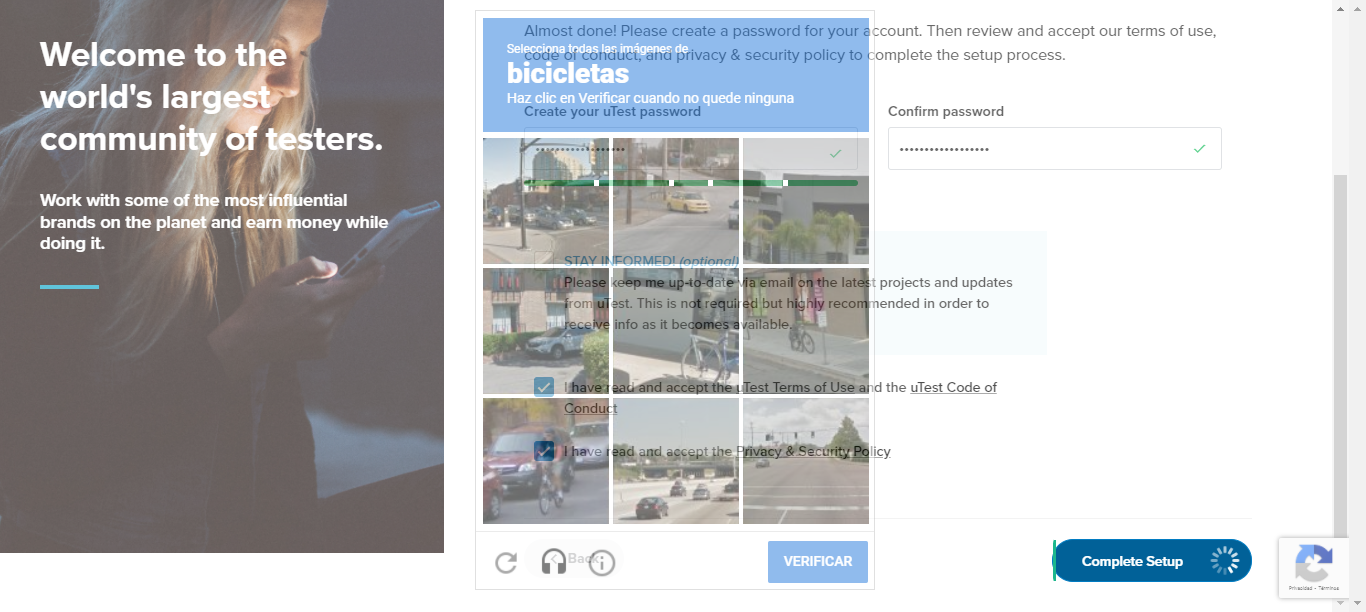 Welcome to the
world's largest
community of testers.
Work with some of the most influential
brands on the planet and earn money while
doing it.
Almost done! Please create a password for your account. Then review and accept our terms of use,
code of conduct, and privacy & security policy to complete the setup process.
Selecciona todas las imágenes de
bicicletas
Haz clic en Verificar cuando no quede ninguna
Create your uTest password
Confirm password
••••••••••••••••••
••••••••••••••••••
STAY INFORMED! (optional)
Please keep me up-to-date via email on the latest projects and updates
from uTest. This is not required but highly recommended in order to
receive info as it becomes available.
I have read and accept the uTest Terms of Use and the uTest Code of
Conduct
I have read and accept the Privacy & Security Policy
Back
VERIFICAR
Complete Setup
Privacidad - Términos